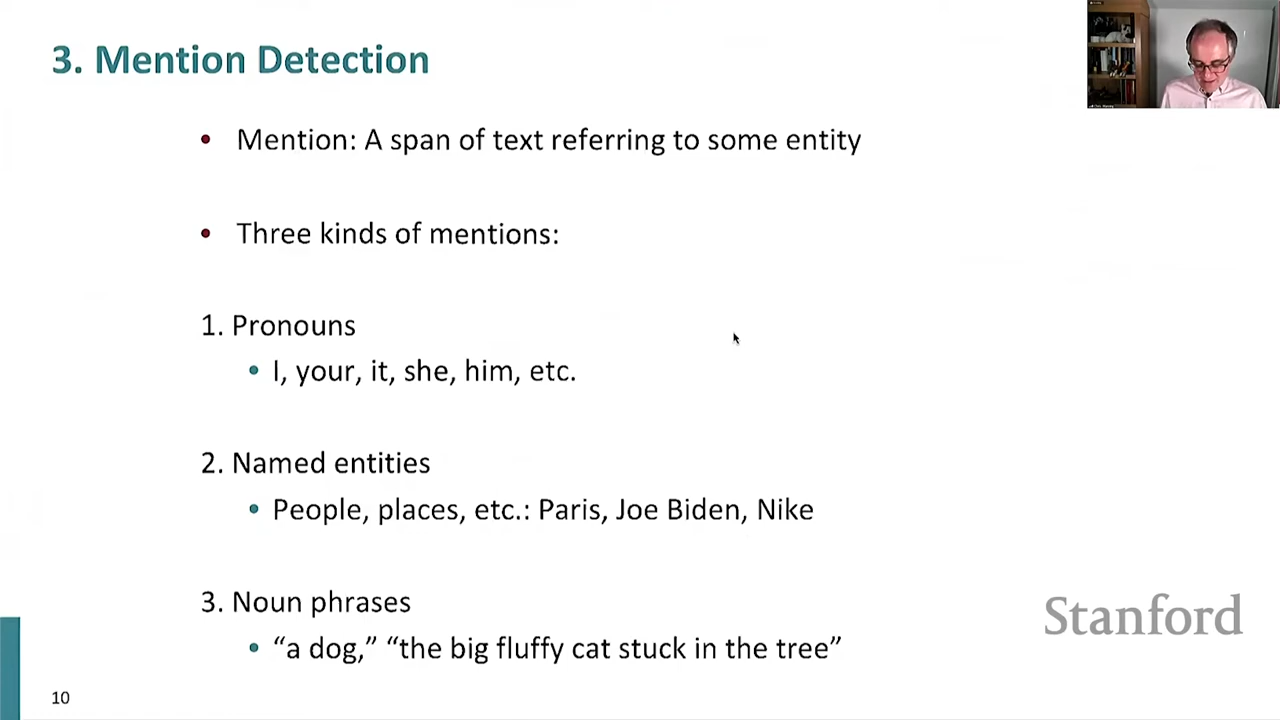 3. Mention Detection
• Mention: A span of text referring to some entity
• Three kinds of mentions:
1. Pronouns
• I, your, it, she, him, etc.
2. Named entities
• People, places, etc.: Paris, Joe Biden, Nike
3. Noun phrases
• “a dog,” “the big fluffy cat stuck in the tree”
Stanford
10